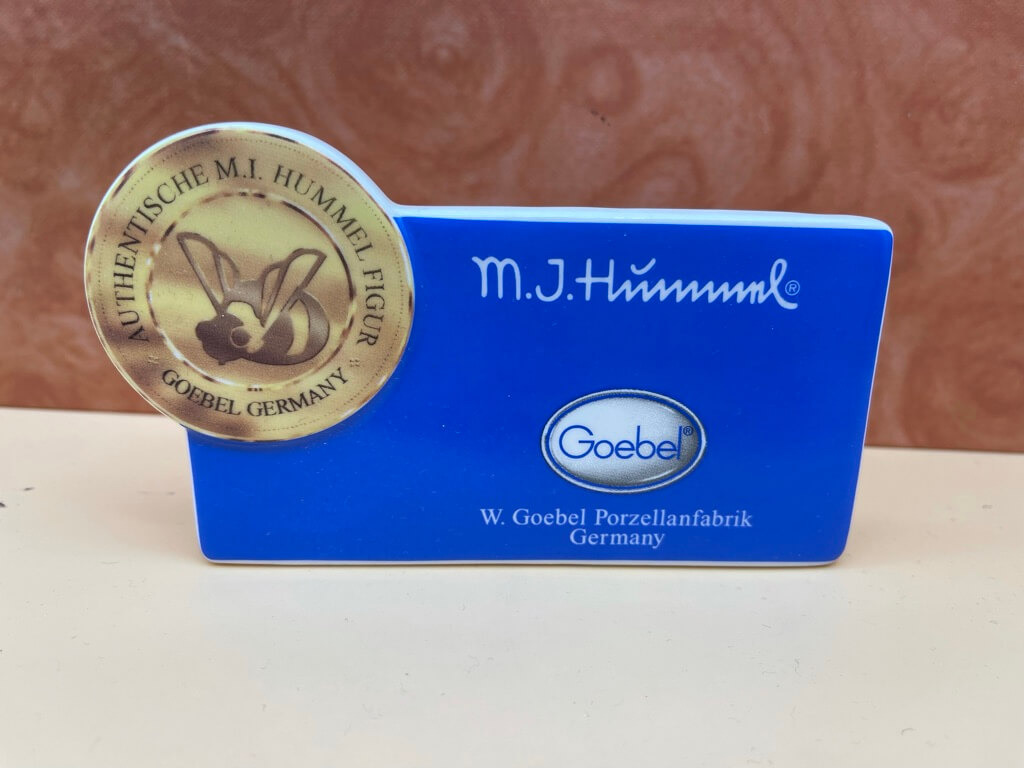 AUTHENTISCHE M.I. HUMMEL FIGUR
GOEBEL GERMANY
M.J.Hummel®
Goebel®
W. Goebel Porzellanfabrik
Germany